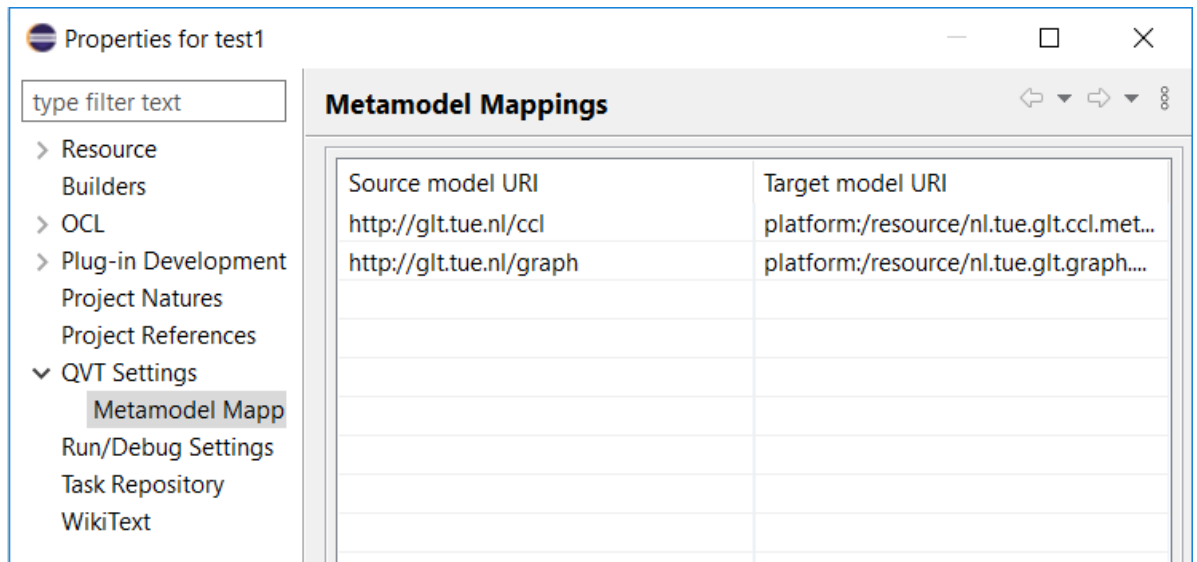 Properties for test1
type filter text
Metamodel Mappings
Resource
Builders
OCL
Plug-in Development
Project Natures
Project References
QVT Settings
Metamodel Mapp
Run/Debug Settings
Task Repository
WikiText
Source model URI Target model URI
http://glt.tue.nl/ccl platform:/resource/nl.tue.glt.ccl.met...
http://glt.tue.nl/graph platform:/resource/nl.tue.glt.graph....